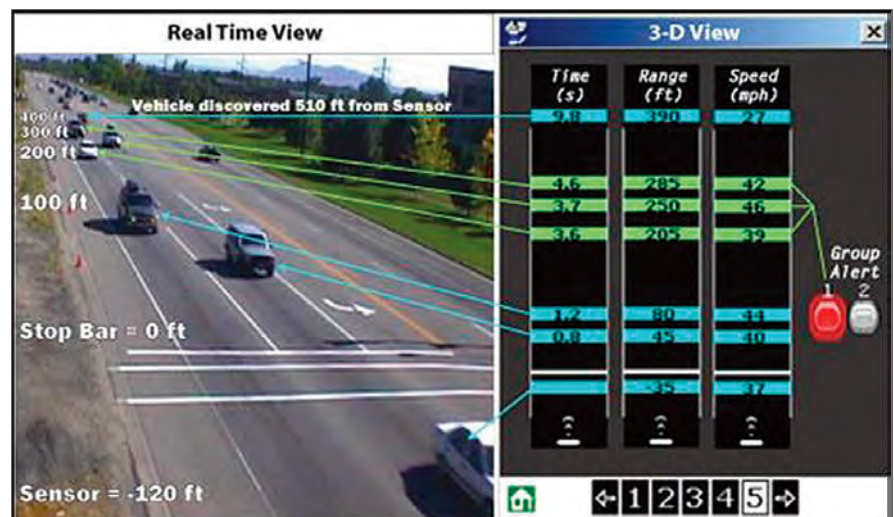 Real Time View
Vehicle discovered 510 ft from Sensor
400 ft
300 ft
200 ft
100 ft
Stop Bar = 0 ft
Sensor = -120 ft
3-D View
Time (s)
Range (ft)
Speed (mph)
9.8 390 27
4.6 285 42
3.7 250 46
3.6 205 39
1.2 80 44
0.8 45 40
-35 37
Group Alert
1 2
1 2 3 4 5